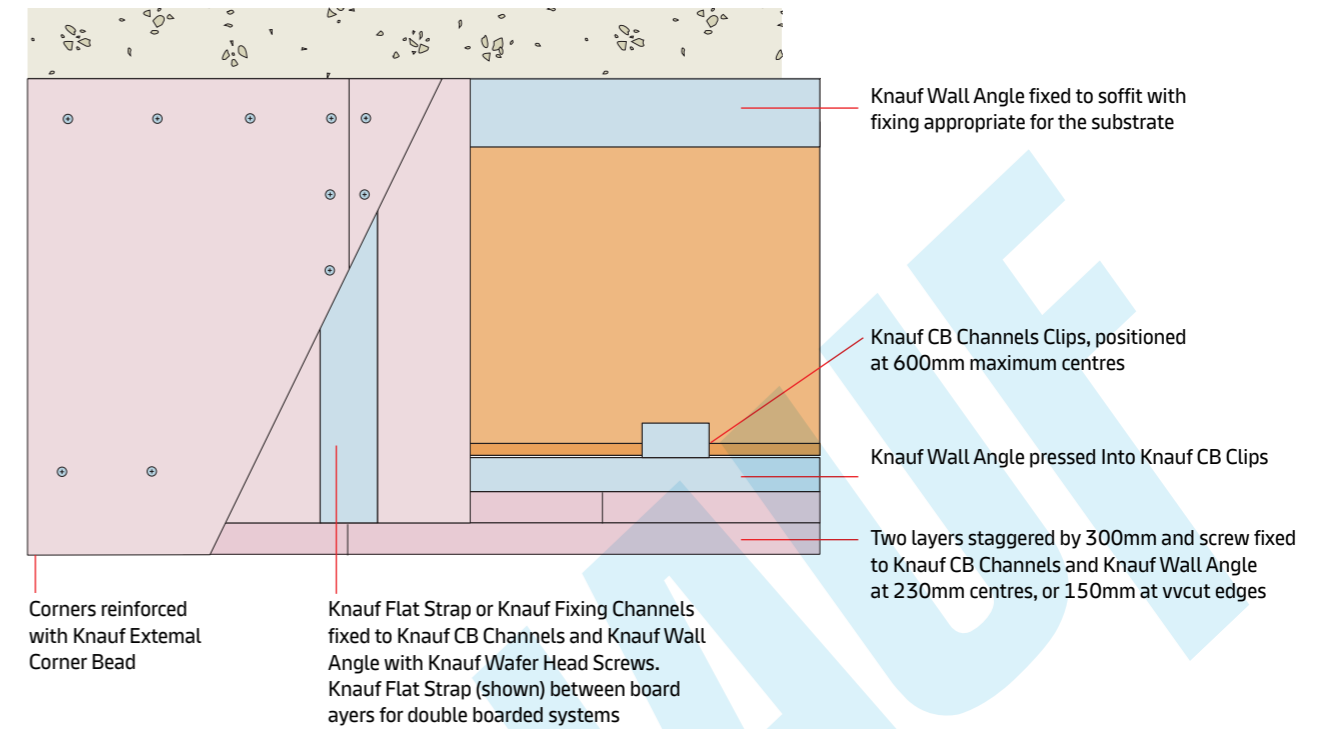 Knauf Wall Angle fixed to soffit with
fixing appropriate for the substrate
Knauf CB Channels Clips, positioned
at 600mm maximum centres
Knauf Wall Angle pressed Into Knauf CB Clips
Two layers staggered by 300mm and screw fixed
to Knauf CB Channels and Knauf Wall Angle
at 230mm centres, or 150mm at vvcut edges
Corners reinforced
with Knauf Extemal
Corner Bead
Knauf Flat Strap or Knauf Fixing Channels
fixed to Knauf CB Channels and Knauf Wall
Angle with Knauf Wafer Head Screws.
Knauf Flat Strap (shown) between board
ayers for double boarded systems
AUF